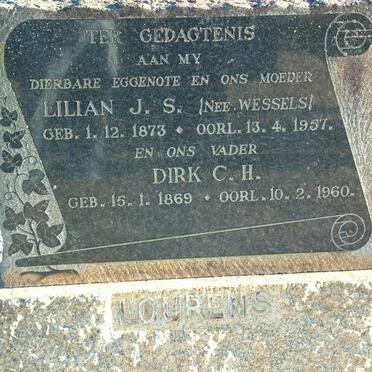 TER GEDAGTENIS
AAN MY
DIERBARE EGGENOTE EN ONS MOEDER
LILIAN J. S. (NEE WESSELS)
GEB. 1. 12. 1873 • OORL. 13. 4. 1957.
EN ONS VADER
DIRK C. H.
GEB. 15. 1. 1869 • OORL. 10. 2. 1960.
LOURENS